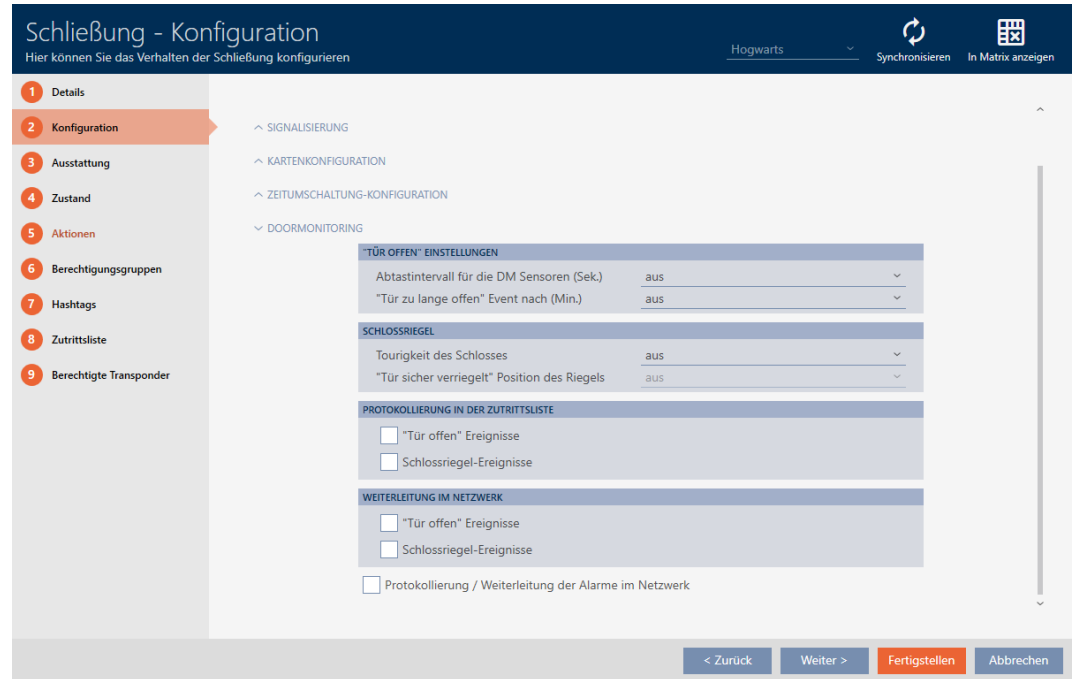 Schließung - Konfiguration
Hier können Sie das Verhalten der Schließung konfigurieren
Hogwarts
Synchronisieren
In Matrix anzeigen
1 Details
2 Konfiguration
3 Ausstattung
4 Zustand
5 Aktionen
6 Berechtigungsgruppen
7 Hashtags
8 Zutrittsliste
9 Berechtigte Transponder
SIGNALISIERUNG
KARTENKONFIGURATION
ZEITUMSCHALTUNG-KONFIGURATION
DOORMONITORING
"TÜR OFFEN" EINSTELLUNGEN
Abtastintervall für die DM Sensoren (Sek.) aus
"Tür zu lange offen" Event nach (Min.) aus
SCHLOSSRIEGEL
Tourigkeit des Schlosses aus
"Tür sicher verriegelt" Position des Riegels aus
PROTOKOLLIERUNG IN DER ZUTRITTSLISTE
"Tür offen" Ereignisse
Schlossriegel-Ereignisse
WEITERLEITUNG IM NETZWERK
"Tür offen" Ereignisse
Schlossriegel-Ereignisse
Protokollierung / Weiterleitung der Alarme im Netzwerk
< Zurück
Weiter >
Fertigstellen
Abbrechen